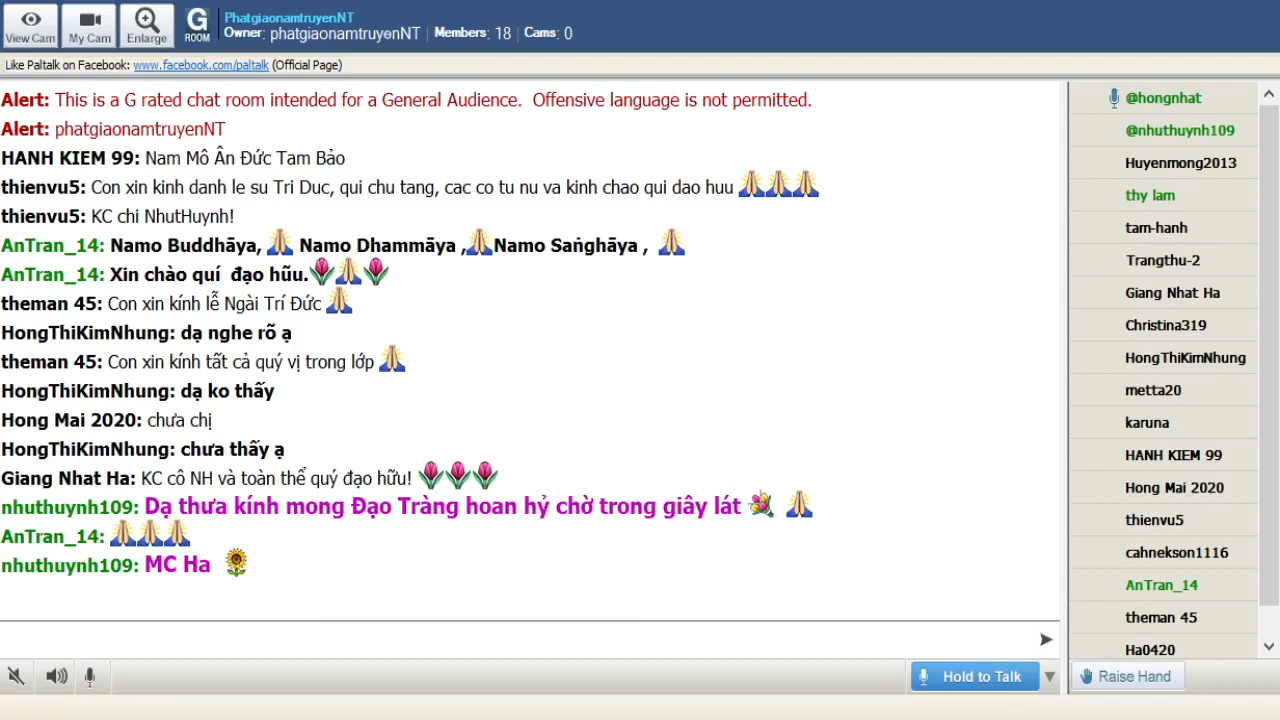 View Cam
My Cam
Enlarge
G
ROOM
PhatgiaonamtruyenNT
Owner: phatgiaonamtruyenNT | Members: 18 | Cams: 0
Like Paltalk on Facebook: www.facebook.com/paltalk (Official Page)
Alert: This is a G rated chat room intended for a General Audience. Offensive language is not permitted.
Alert: phatgiaonamtruyenNT
HANH KIEM 99: Nam Mô Ân Đức Tam Bảo
thienvu5: Con xin kinh danh le su Tri Duc, qui chu tang, cac co tu nu va kinh chao qui dao huu
thienvu5: KC chi NhutHuynh!
AnTran_14: Namo Buddhāya, Namo Dhammāya ,Namo Saṅghāya ,
AnTran_14: Xin chào quí đạo hũu.
theman 45: Con xin kính lễ Ngài Trí Đức
HongThiKimNhung: dạ nghe rõ ạ
theman 45: Con xin kính tất cả quý vị trong lớp
HongThiKimNhung: dạ ko thấy
Hong Mai 2020: chưa chị
HongThiKimNhung: chưa thấy ạ
Giang Nhat Ha: KC cô NH và toàn thể quý đạo hữu!
nhuthuynh109: Dạ thưa kính mong Đạo Tràng hoan hỷ chờ trong giây lát
AnTran_14:
nhuthuynh109: MC Ha
@hongnhat
@nhuthuynh109
Huyenmong2013
thy lam
tam-hanh
Trangthu-2
Giang Nhat Ha
Christina319
HongThiKimNhung
metta20
karuna
HANH KIEM 99
Hong Mai 2020
thienvu5
cahnekson1116
AnTran_14
theman 45
Ha0420
Hold to Talk
Raise Hand